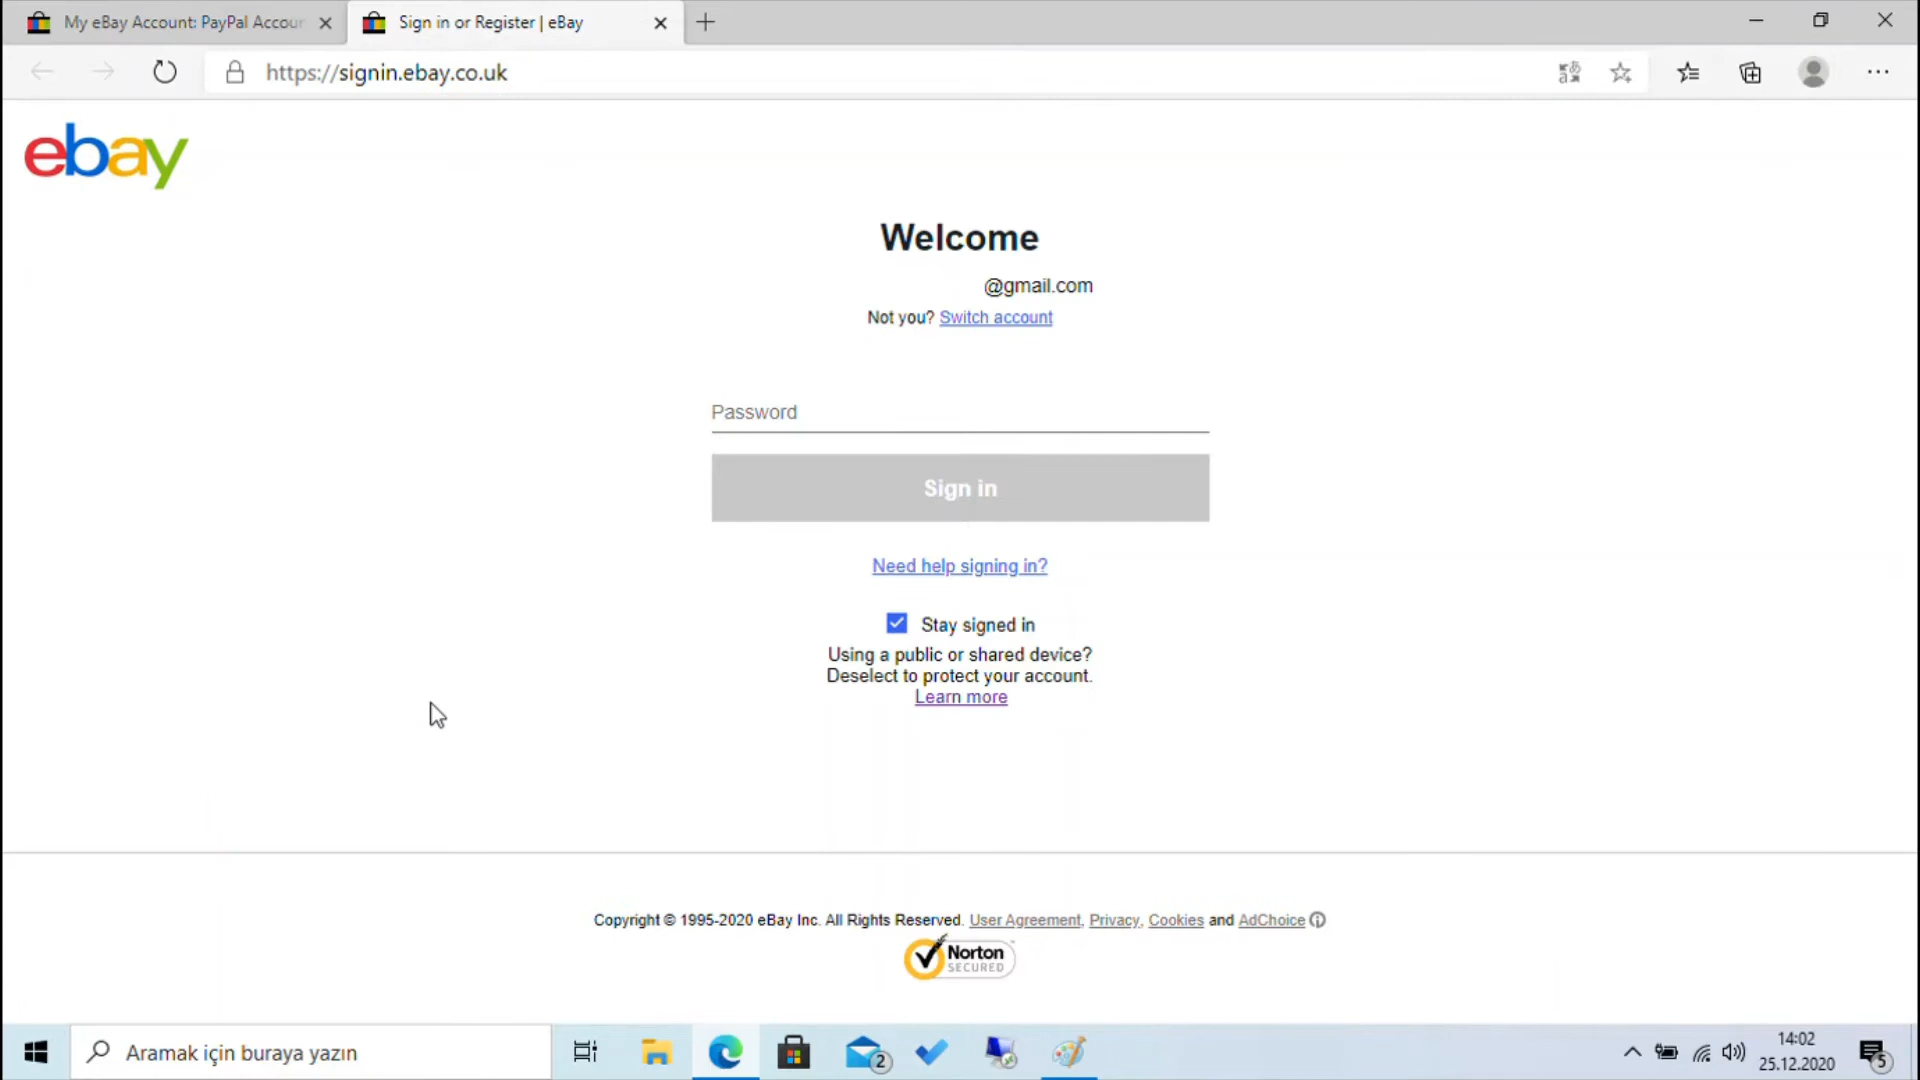 My eBay Account: PayPal Accou
Sign in or Register | eBay
https://signin.ebay.co.uk
ebay
Welcome
@gmail.com
Not you? Switch account
Password
Sign in
Need help signing in?
Stay signed in
Using a public or shared device?
Deselect to protect your account.
Learn more
Copyright © 1995-2020 eBay Inc. All Rights Reserved. User Agreement, Privacy, Cookies and AdChoice
Norton
SECURED
Aramak için buraya yazın
2
14:02
25.12.2020
5